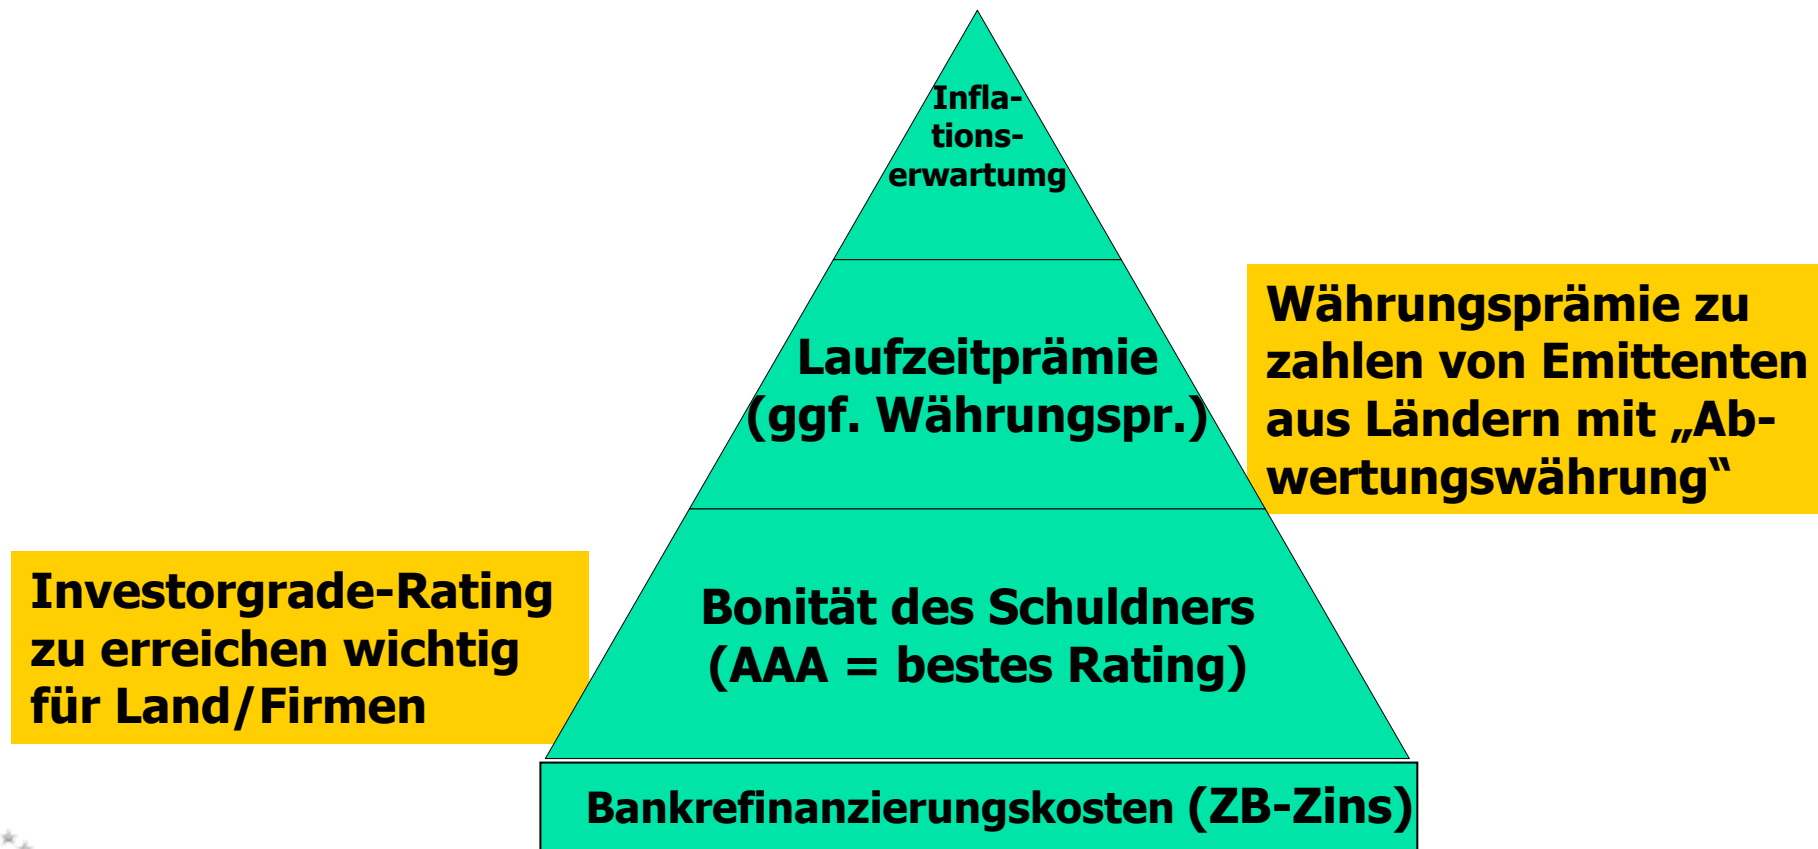 Infla-
tions-
erwartumg
Laufzeitprämie
(ggf. Währungspr.)
Währungsprämie zu
zahlen von Emittenten
aus Ländern mit „Ab-
wertungswährung“
Bonität des Schuldners
(AAA = bestes Rating)
Investorgrade-Rating
zu erreichen wichtig
für Land/Firmen
Bankrefinanzierungskosten (ZB-Zins)